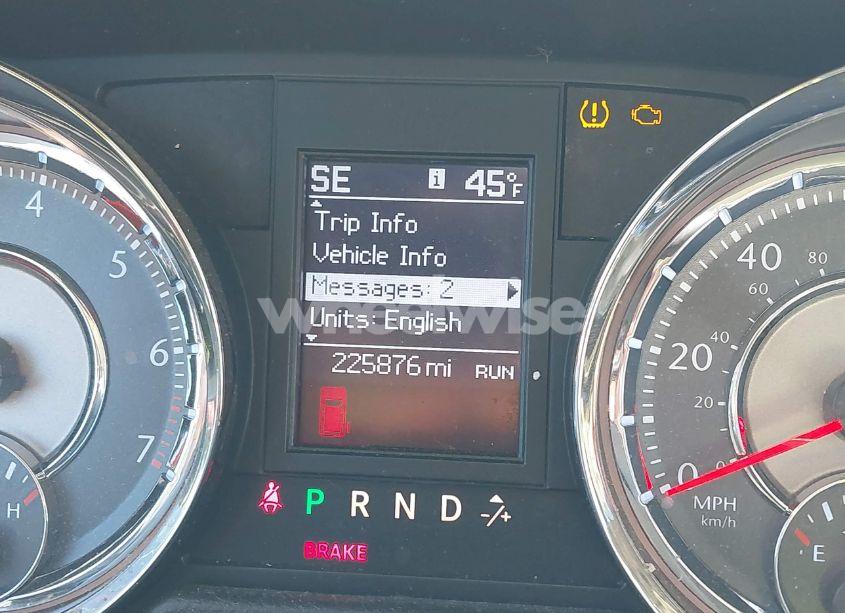 SE i 45°F
Trip Info
Vehicle Info
Messages: 2
Units: English
225876 mi RUN
P R N D -/+
BRAKE
4
5
6
7
H
0
20
40
20
40
60
80
MPH
km/h
E
wheelwise